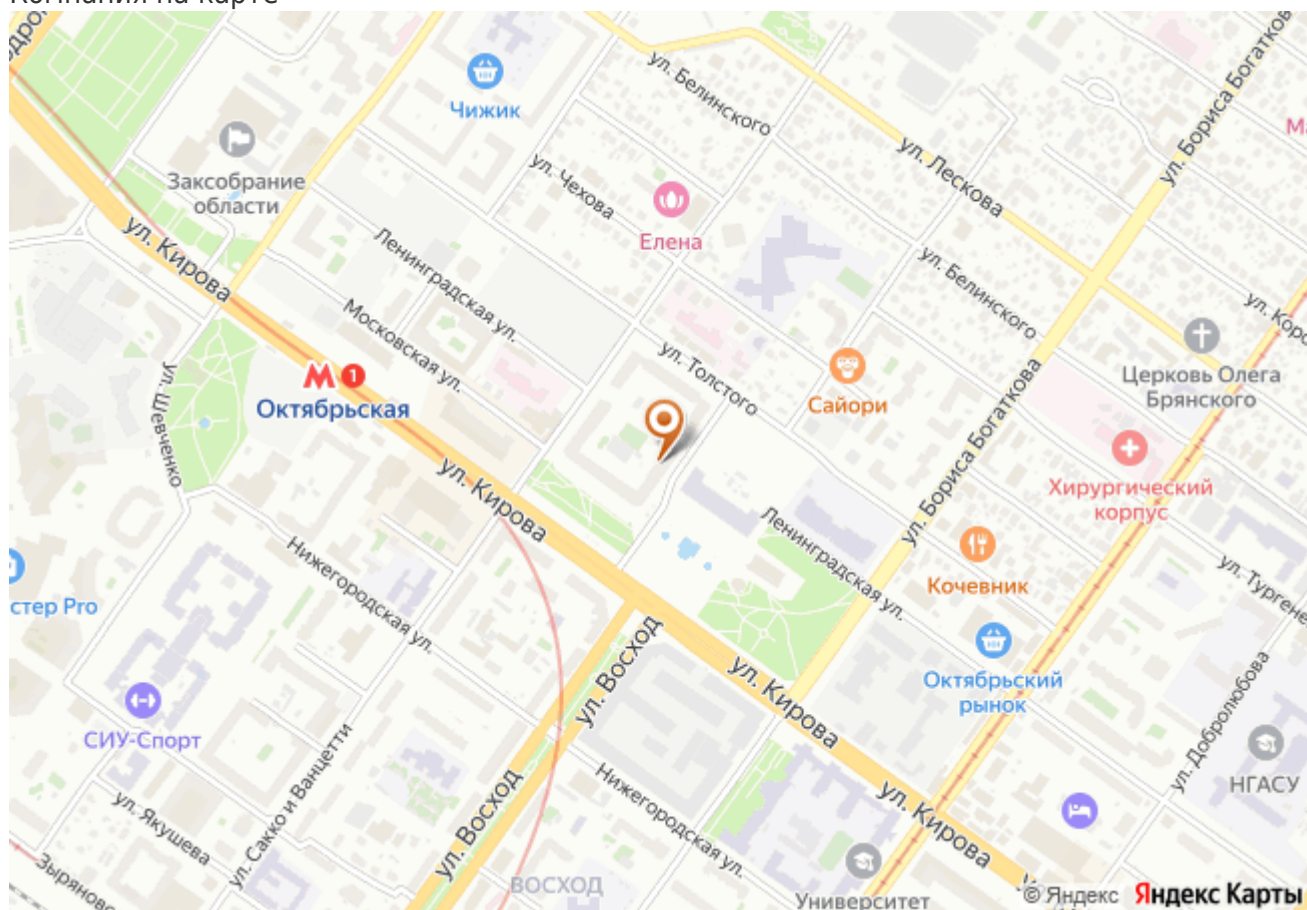 Компания на карте
Чижик
ул. Белинского
ул. Бориса Богаткова
Заксобрание
области
ул. Чехова
ул. Лескова
Елена
ул. Кирова
Ленинградская ул.
ул. Белинского
Московская ул.
ул. Толстого
Церковь Олега
Брянского
М 1
Октябрьская
Сайори
ул. Шевченко
ул. Бориса Богаткова
Хирургический
корпус
ул. Кирова
Ленинградская ул.
Кочевник
стер Pro
Нижегородская ул.
ул. Восход
Октябрьский
рынок
ул. Кирова
ул. Добролюбова
СИУ-Спорт
НГАСУ
ул. Якушева
ул. Сакко и Ванцетти
ул. Восход
Нижегородская ул.
ул. Кирова
ВОСХОД
Университет
© Яндекс Яндекс Карты